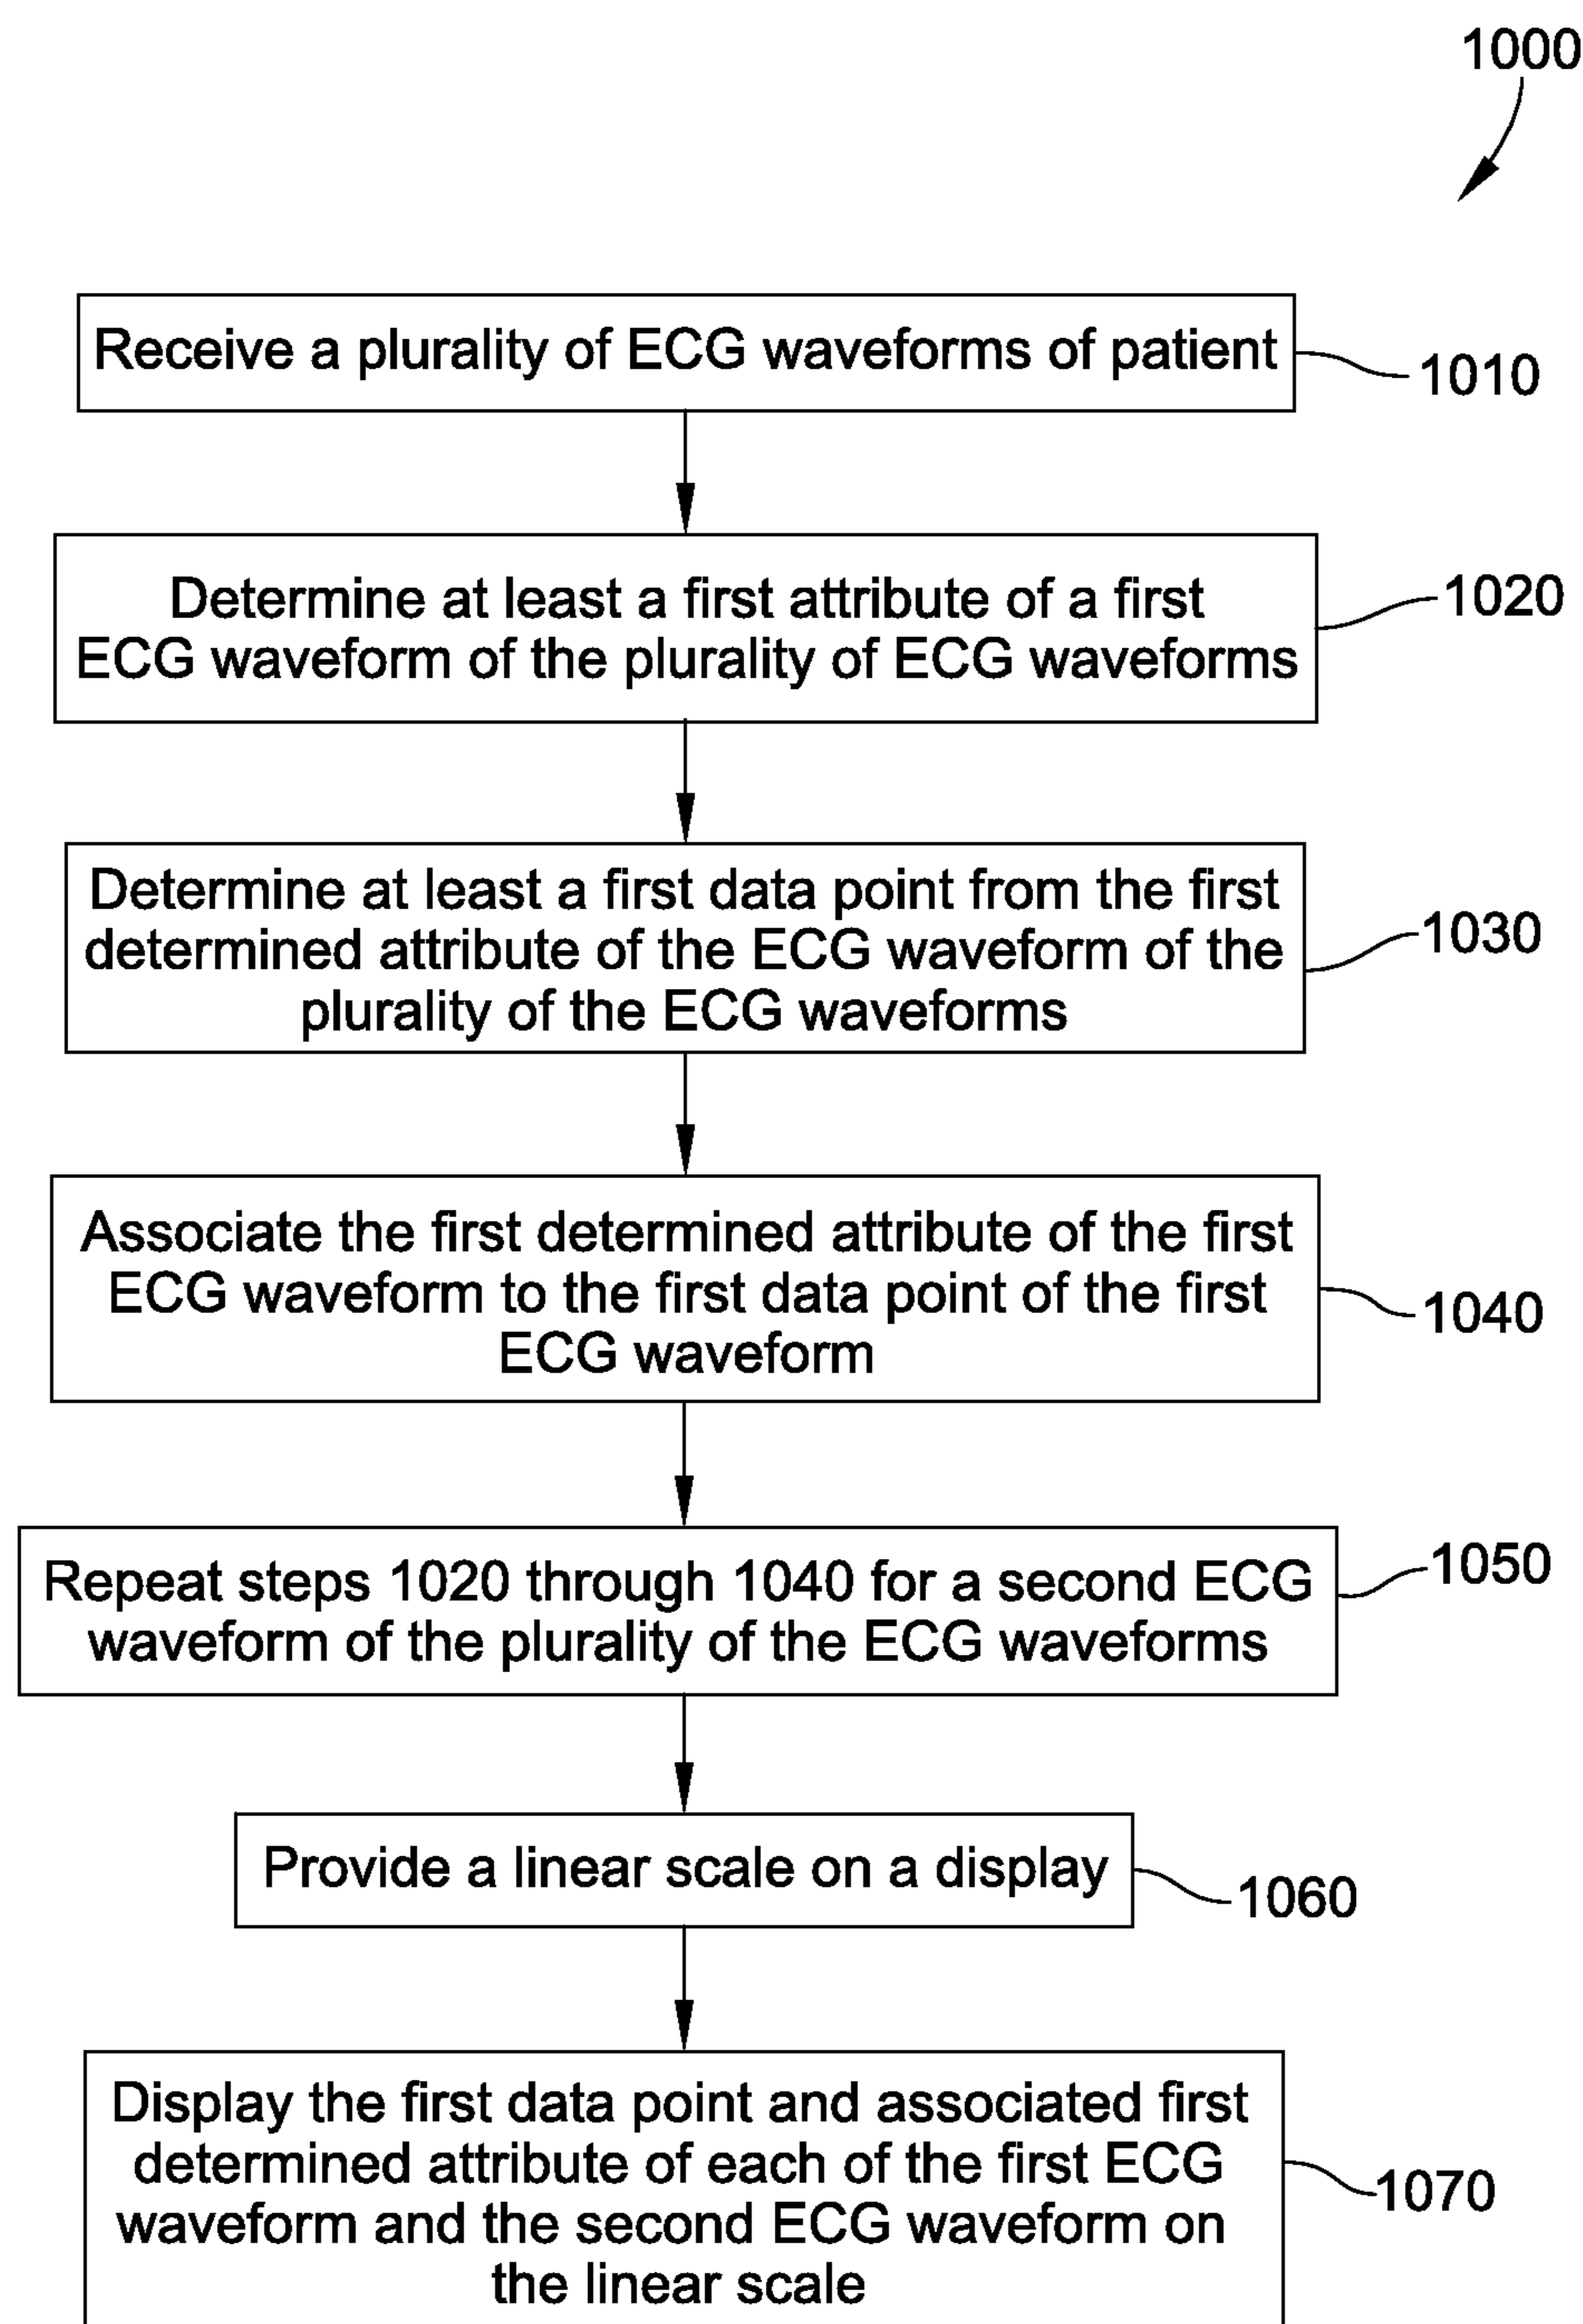 1000
Receive a plurality of ECG waveforms of patient
1010
Determine at least a first attribute of a first
ECG waveform of the plurality of ECG waveforms
1020
Determine at least a first data point from the first
determined attribute of the ECG waveform of the
plurality of the ECG waveforms
1030
Associate the first determined attribute of the first
ECG waveform to the first data point of the first
ECG waveform
1040
Repeat steps 1020 through 1040 for a second ECG
waveform of the plurality of the ECG waveforms
1050
Provide a linear scale on a display
1060
Display the first data point and associated first
determined attribute of each of the first ECG
waveform and the second ECG waveform on
the linear scale
1070